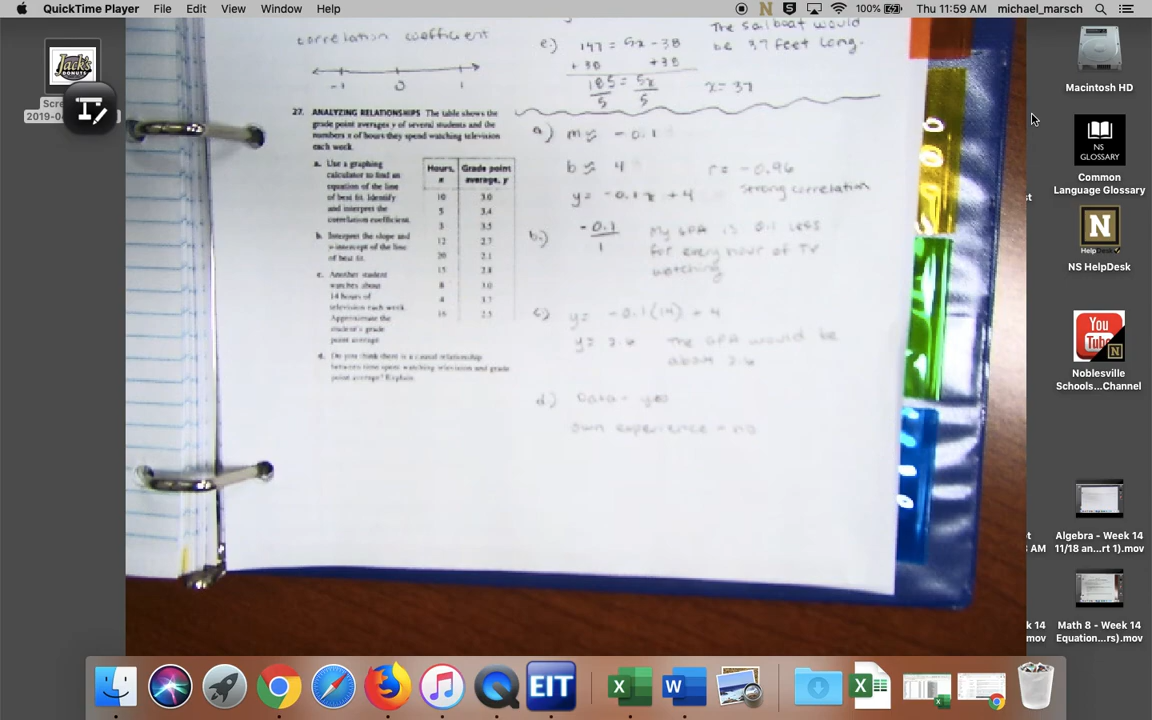 QuickTime Player File Edit View Window Help 100% Thu 11:59 AM michael_marsch
The sailboat would
be 37 feet long.
correlation coefficient
-1 0 1
e.) 147 = 5x - 38
+38 +38
185 = 5x
5 5
x = 37
27. ANALYZING RELATIONSHIPS The table shows the
grade point averages y of several students and the
numbers x of hours they spend watching television
each week.
a. Use a graphing
calculator to find an
equation of the line
of best fit. Identify
and interpret the
correlation coefficient.
b. Interpret the slope and
y-intercept of the line
of best fit.
c. Another student
watches about
14 hours of
television each week.
Approximate the
student's grade
point average.
d. Do you think there is a causal relationship
between time spent watching television and grade
point average? Explain.
Hours, x Grade point average, y
10 3.0
5 3.4
3 3.5
12 2.7
20 2.1
15 2.8
8 3.0
4 3.7
16 2.5
a.) m ≈ -0.1
b ≈ 4 r = -0.96
y = -0.1x + 4 strong correlation
b.) -0.1
1
My GPA is 0.1 less
for every hour of TV
watching
c) y = -0.1(14) + 4
y = 2.6 The GPA would be
about 2.6
d.) Data - yes
own experience - no
Jack's
DONUTS
Scre
2019-0
Macintosh HD
NS
GLOSSARY
Common
Language Glossary
st
N
HelpDesk
NS HelpDesk
You
Tube
N
Noblesville
Schools...Channel
Algebra - Week 14
11/18 an...rt 1).mov
st
AM
Math 8 - Week 14
Equation...rs).mov
k 14
mov
EIT
X
W
X